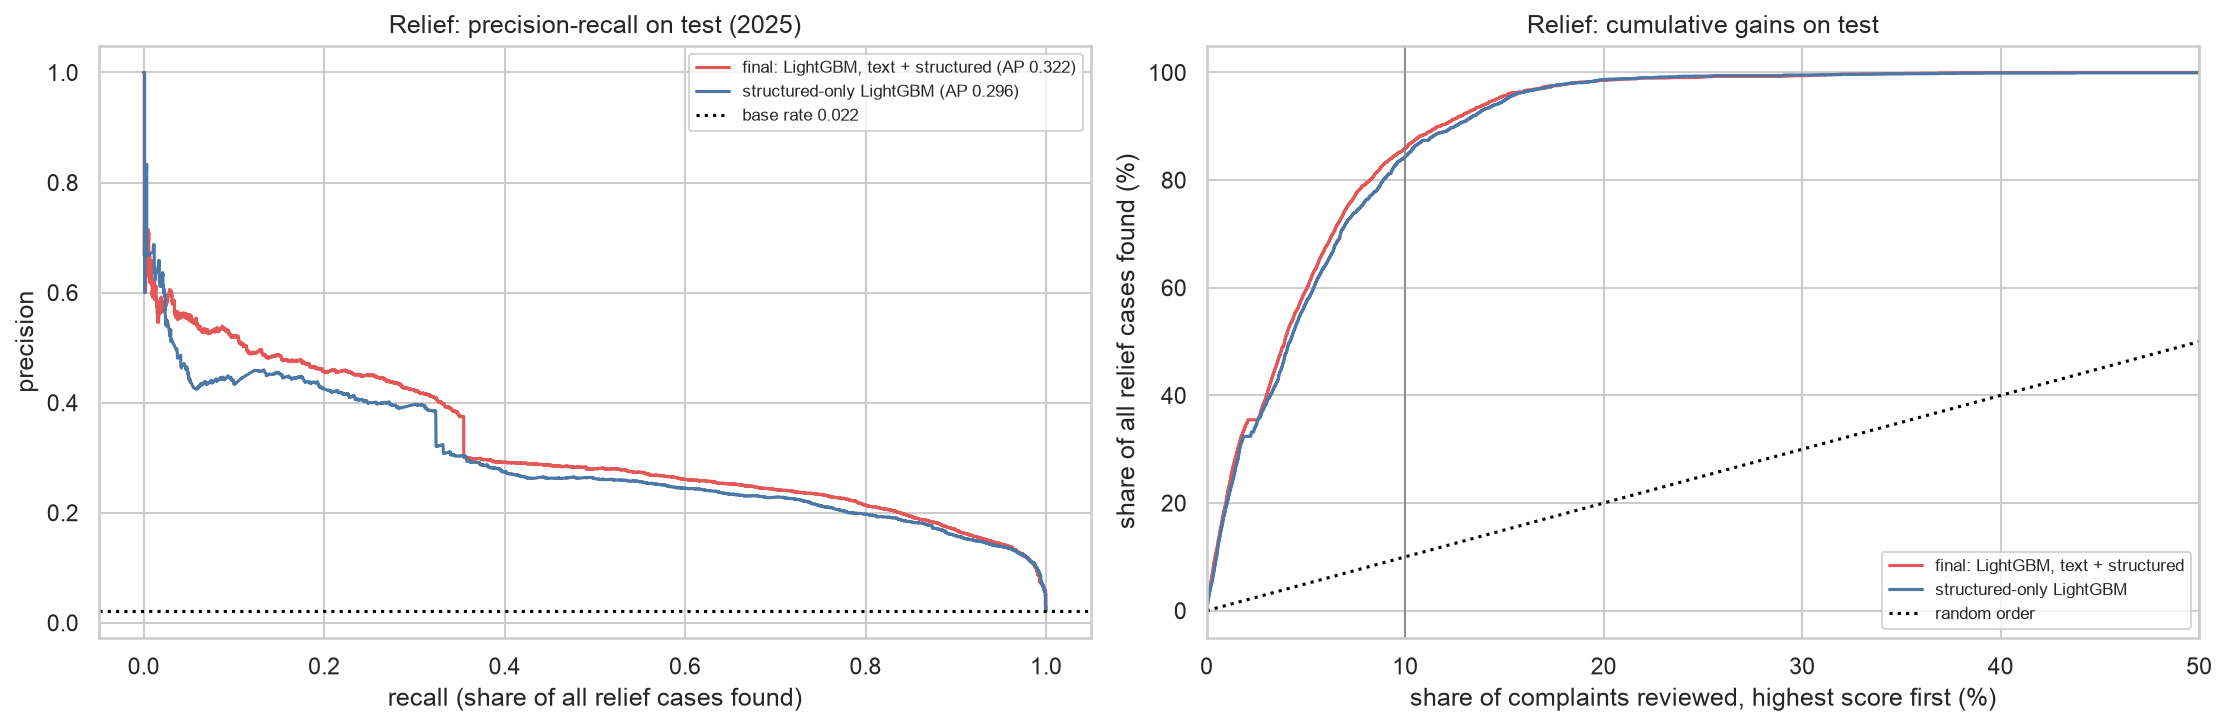 Relief: precision-recall on test (2025)
precision
1.0
0.8
0.6
0.4
0.2
0.0
final: LightGBM, text + structured (AP 0.322)
structured-only LightGBM (AP 0.296)
base rate 0.022
0.0 0.2 0.4 0.6 0.8 1.0
recall (share of all relief cases found)
Relief: cumulative gains on test
share of all relief cases found (%)
100
80
60
40
20
0
final: LightGBM, text + structured
structured-only LightGBM
random order
0 10 20 30 40 50
share of complaints reviewed, highest score first (%)